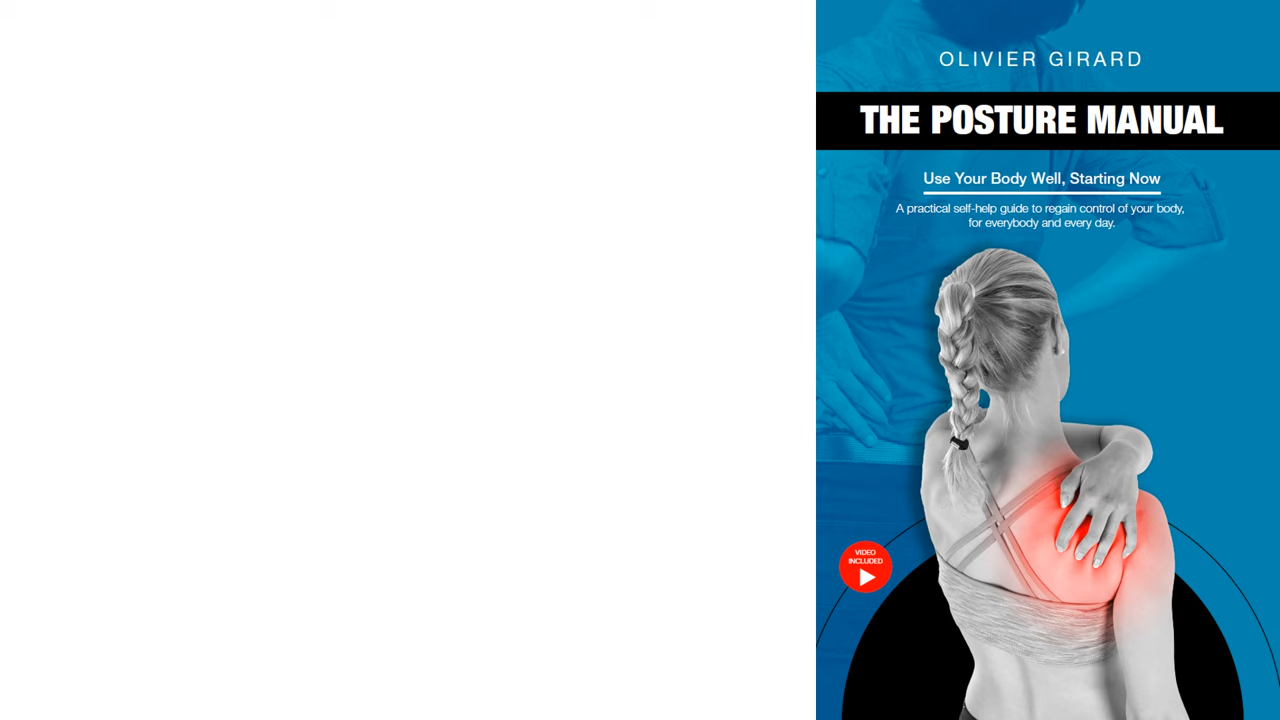 OLIVIER GIRARD
THE POSTURE MANUAL
Use Your Body Well, Starting Now
A practical self-help guide to regain control of your body,
for everybody and every day.
VIDEO
INCLUDED